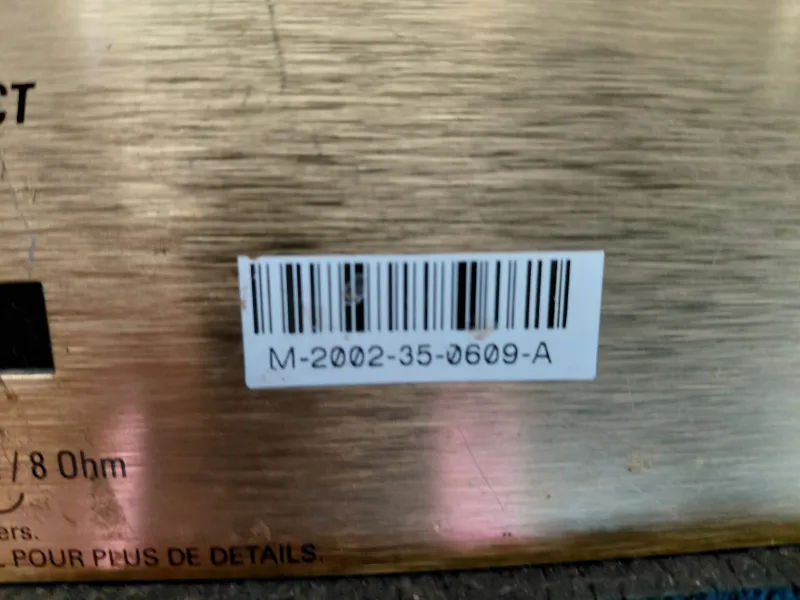 CT
M-2002-35-0609-A
/ 8 Ohm
ers.
POUR PLUS DE DETAILS.